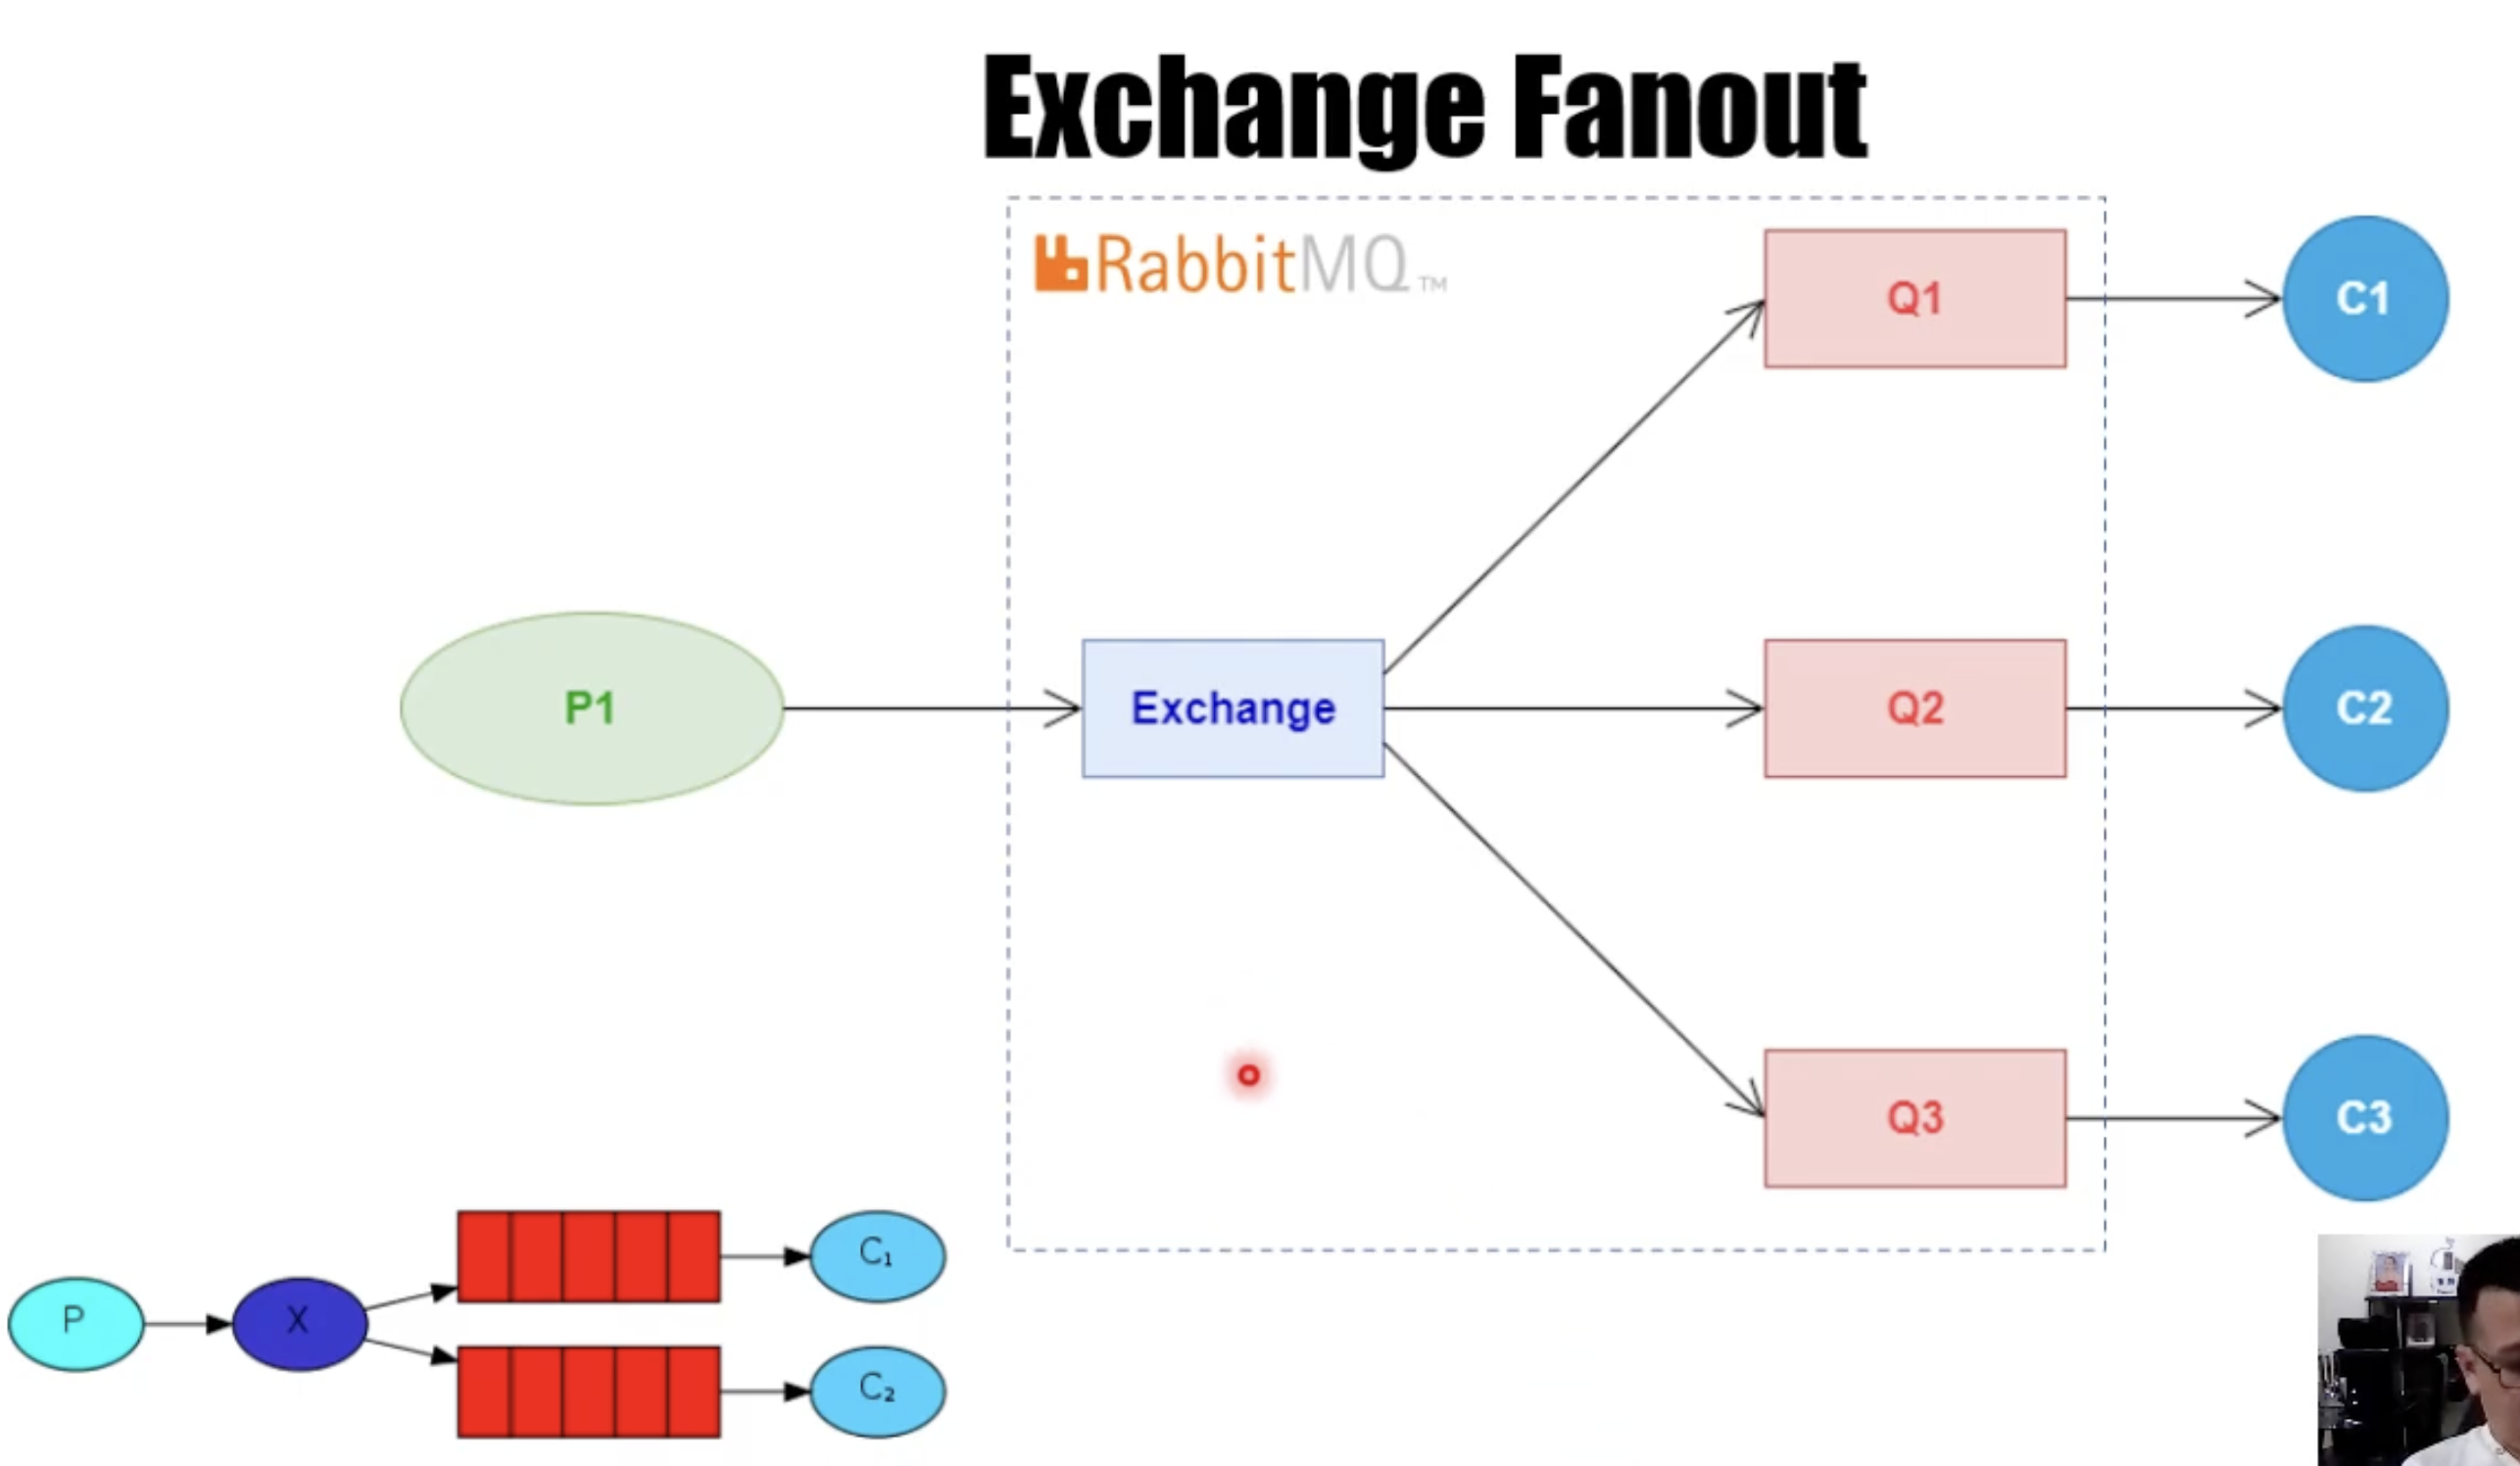 Exchange Fanout
RabbitMQ™
Q1
C1
P1
Exchange
Q2
C2
Q3
C3
P
X
C₁
C₂